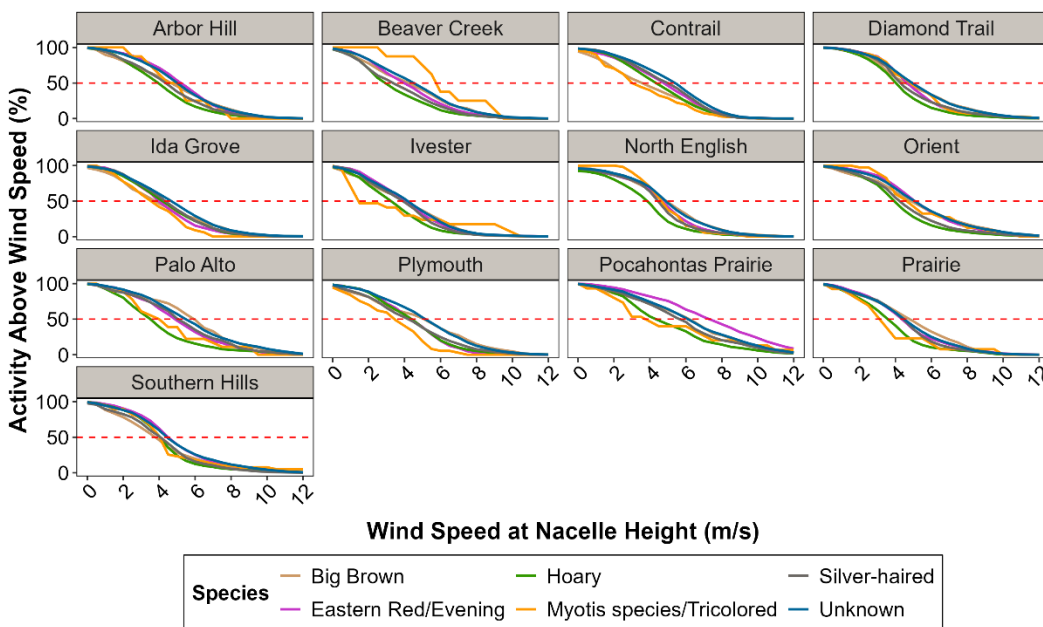 Arbor Hill Beaver Creek Contrail Diamond Trail
100
50
0
Ida Grove Ivester North English Orient
100
50
0
Palo Alto Plymouth Pocahontas Prairie Prairie
100
50
0
0 2 4 6 8 10 12 0 2 4 6 8 10 12 0 2 4 6 8 10 12
Southern Hills
100
50
0
0 2 4 6 8 10 12
Activity Above Wind Speed (%)
Wind Speed at Nacelle Height (m/s)
Species
Big Brown Hoary Silver-haired
Eastern Red/Evening Myotis species/Tricolored Unknown